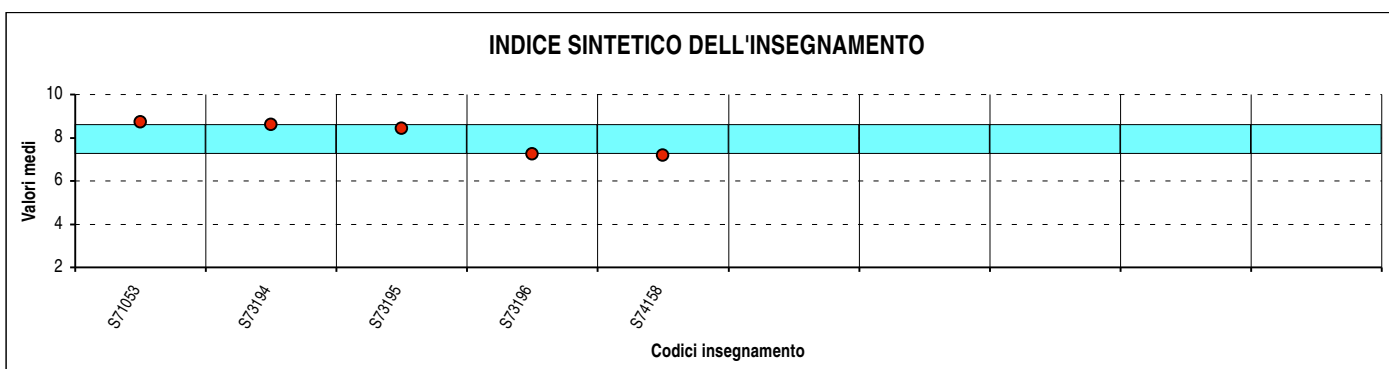 INDICE SINTETICO DELL'INSEGNAMENTO
Valori medi
10
8
6
4
2
S71053
S73194
S73195
S73196
S74158
Codici insegnamento